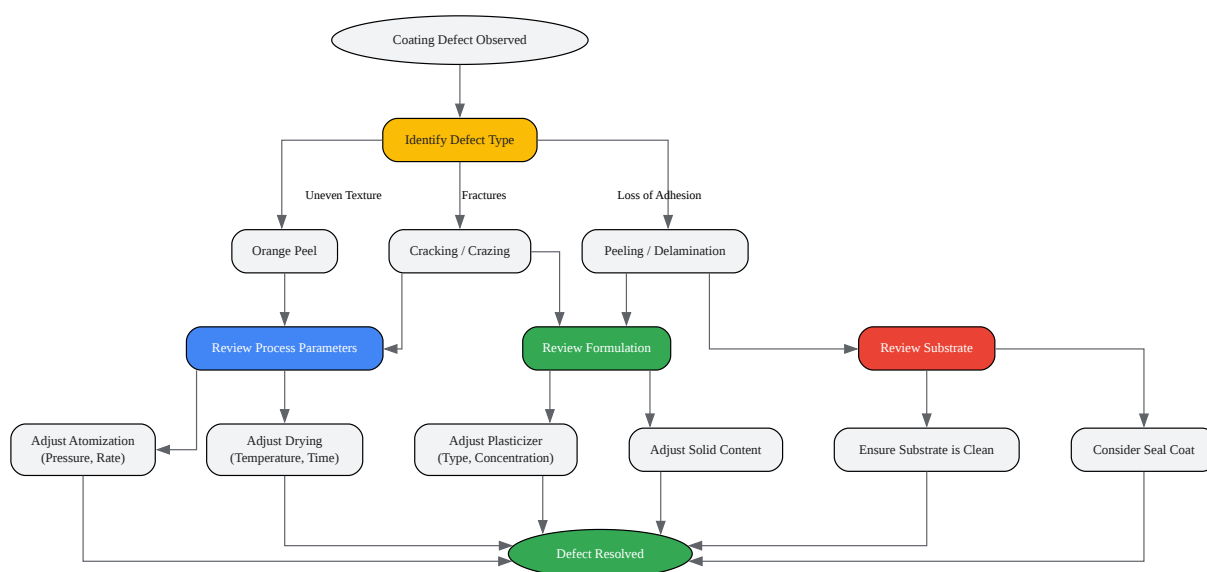 Coating Defect Observed
Identify Defect Type
Uneven Texture
Fractures
Loss of Adhesion
Orange Peel
Cracking / Crazing
Peeling / Delamination
Review Process Parameters
Review Formulation
Review Substrate
Adjust Atomization
(Pressure, Rate)
Adjust Drying
(Temperature, Time)
Adjust Plasticizer
(Type, Concentration)
Adjust Solid Content
Ensure Substrate is Clean
Consider Seal Coat
Defect Resolved